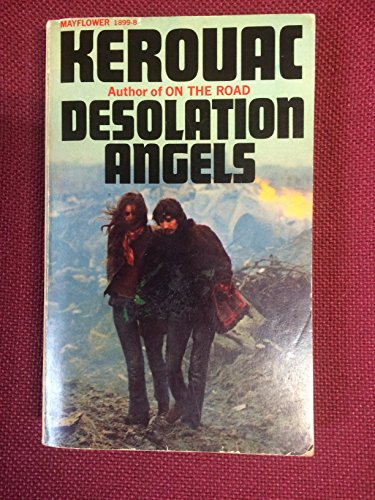 MAYFLOWER 1899-8
KEROUAC
Author of ON THE ROAD
DESOLATION
ANGELS